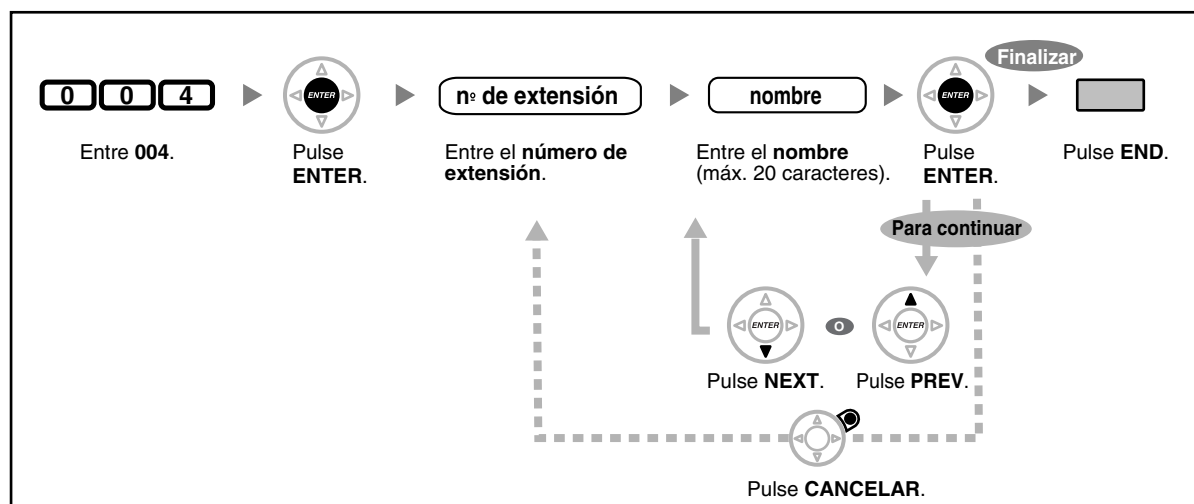 Finalizar
0 0 4
ENTER
nº de extensión
nombre
ENTER
Entre 004.
Pulse
ENTER.
Entre el número de
extensión.
Entre el nombre
(máx. 20 caracteres).
Pulse
ENTER.
Pulse END.
Para continuar
ENTER
O
ENTER
Pulse NEXT.
Pulse PREV.
Pulse CANCELAR.